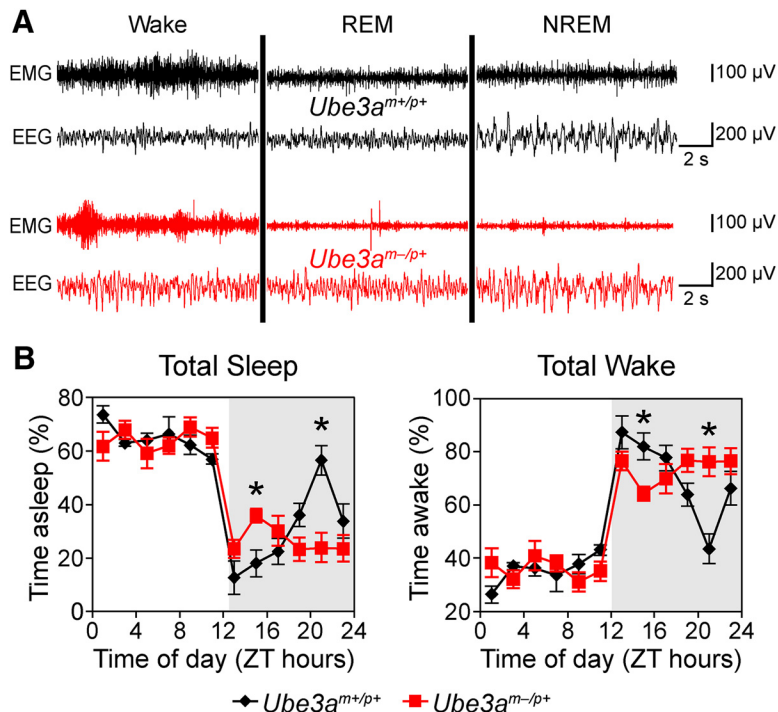 A
Wake REM NREM
EMG 100 µV
Ube3a m+/p+
EEG 200 µV
2 s
EMG 100 µV
Ube3a m–/p+
EEG 200 µV
2 s
B
Total Sleep Total Wake
Time asleep (%)
80
60
40
20
0
* *
0 4 8 12 16 20 24
Time of day (ZT hours)
Time awake (%)
100
80
60
40
20
* *
0 4 8 12 16 20 24
Time of day (ZT hours)
Ube3a m+/p+ Ube3a m–/p+